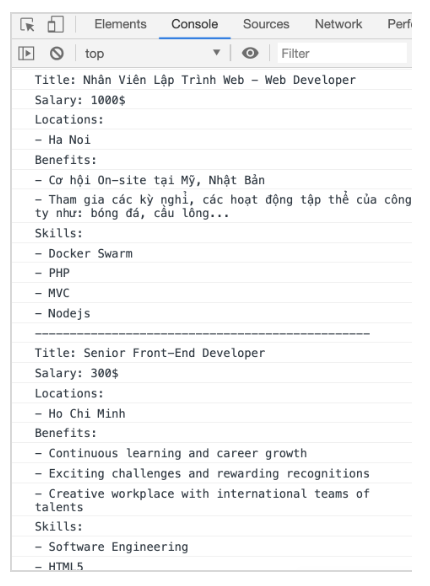 Elements Console Sources Network Perf
top Filter
Title: Nhân Viên Lập Trình Web – Web Developer
Salary: 1000$
Locations:
– Ha Noi
Benefits:
– Cơ hội On-site tại Mỹ, Nhật Bản
– Tham gia các kỳ nghỉ, các hoạt động tập thể của công
ty như: bóng đá, cầu lông...
Skills:
– Docker Swarm
– PHP
– MVC
– Nodejs
------------------------------------------------
Title: Senior Front-End Developer
Salary: 300$
Locations:
– Ho Chi Minh
Benefits:
– Continuous learning and career growth
– Exciting challenges and rewarding recognitions
– Creative workplace with international teams of
talents
Skills:
– Software Engineering
– HTML5